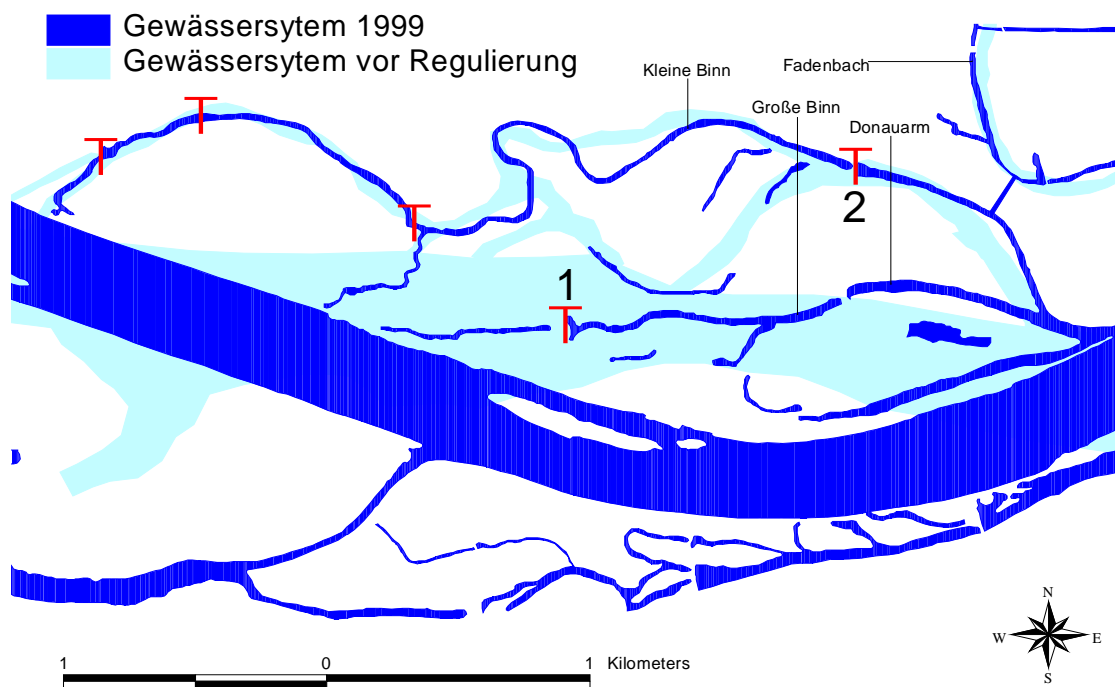 Gewässersytem 1999
Gewässersytem vor Regulierung
Kleine Binn
Fadenbach
Große Binn
Donauarm
2
1
N
W
E
S
1
0
1
Kilometers